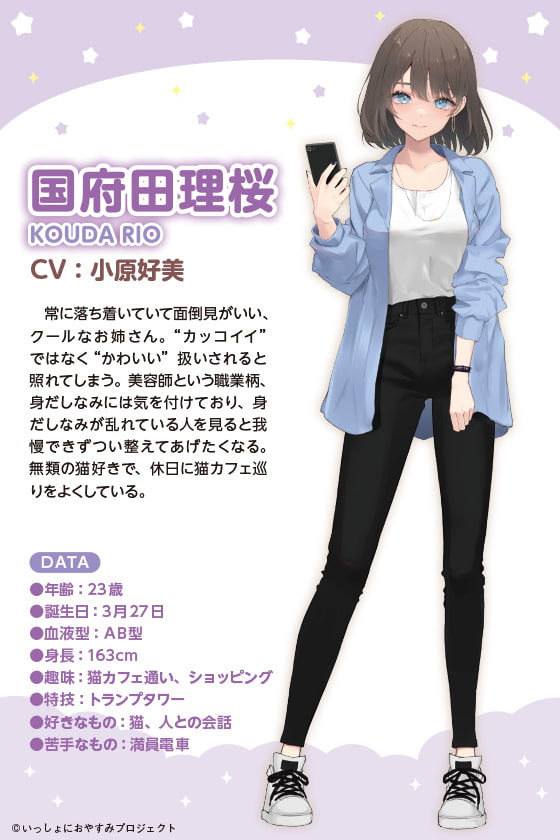 国府田理桜
KOUDA RIO
CV：小原好美
常に落ち着いていて面倒見がいい、
クールなお姉さん。“カッコイイ”
ではなく“かわいい”扱いされると
照れてしまう。美容師という職業柄、
身だしなみには気を付けており、身
だしなみが乱れている人を見ると我
慢できずつい整えてあげたくなる。
無類の猫好きで、休日に猫カフェ巡
りをよくしている。
DATA
●年齢：23歳
●誕生日：3月27日
●血液型：AB型
●身長：163cm
●趣味：猫カフェ通い、ショッピング
●特技：トランプタワー
●好きなもの：猫、人との会話
●苦手なもの：満員電車
©いっしょにおやすみプロジェクト